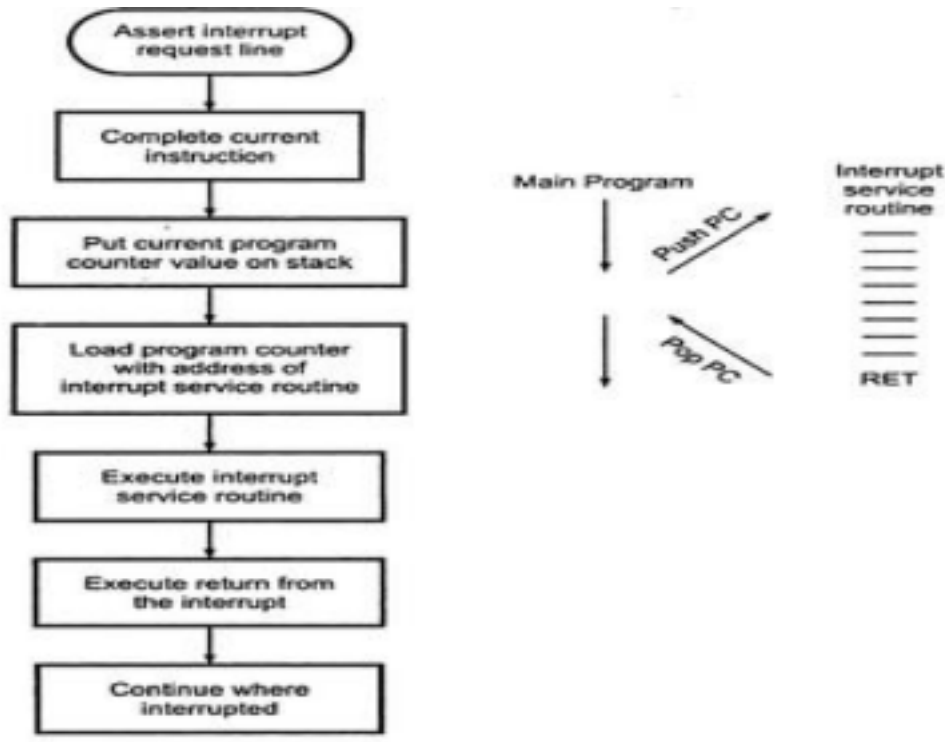 Assert interrupt
request line
Complete current
instruction
Put current program
counter value on stack
Load program counter
with address of
interrupt service routine
Execute interrupt
service routine
Execute return from
the interrupt
Continue where
interrupted
Main Program
Push PC
Pop PC
Interrupt
service
routine
RET